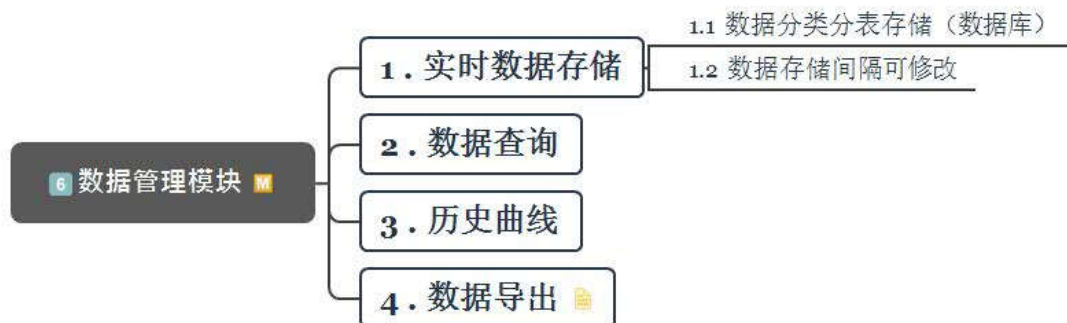 6 数据管理模块 M
1. 实时数据存储
1.1 数据分类分表存储（数据库）
1.2 数据存储间隔可修改
2. 数据查询
3. 历史曲线
4. 数据导出